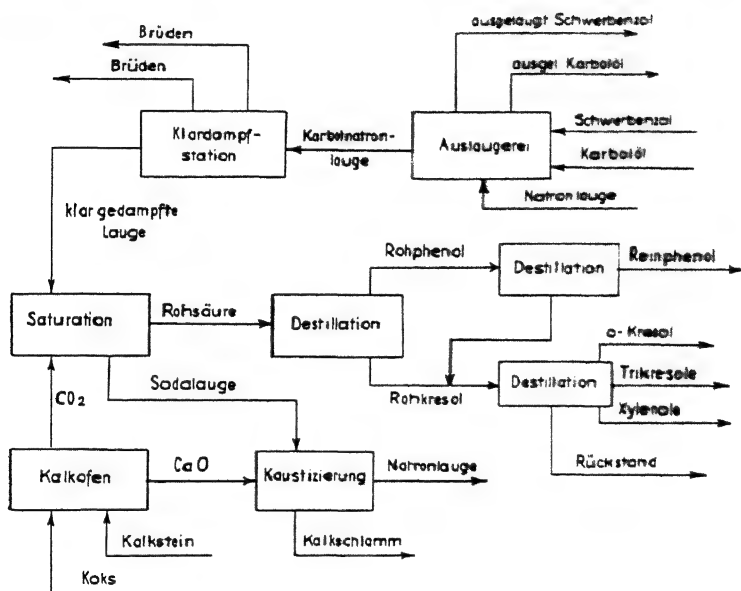 ausgelaugt Schwerbenzol
Brüden
Brüden
ausgel Karbolöl
Klardampf-
station
Karbolnatron-
lauge
Auslaugerei
Schwerbenzol
Karbolöl
Natronlauge
klargedampfte
Lauge
Rohphenol
Destillation
Reinphenol
Saturation
Rohsäure
Destillation
o-Kresol
Sodalauge
Rohkresol
Destillation
Trikresole
Xylenole
CO2
Rückstand
Kalkofen
CaO
Kaustizierung
Natronlauge
Kalkstein
Kalkschlamm
Koks